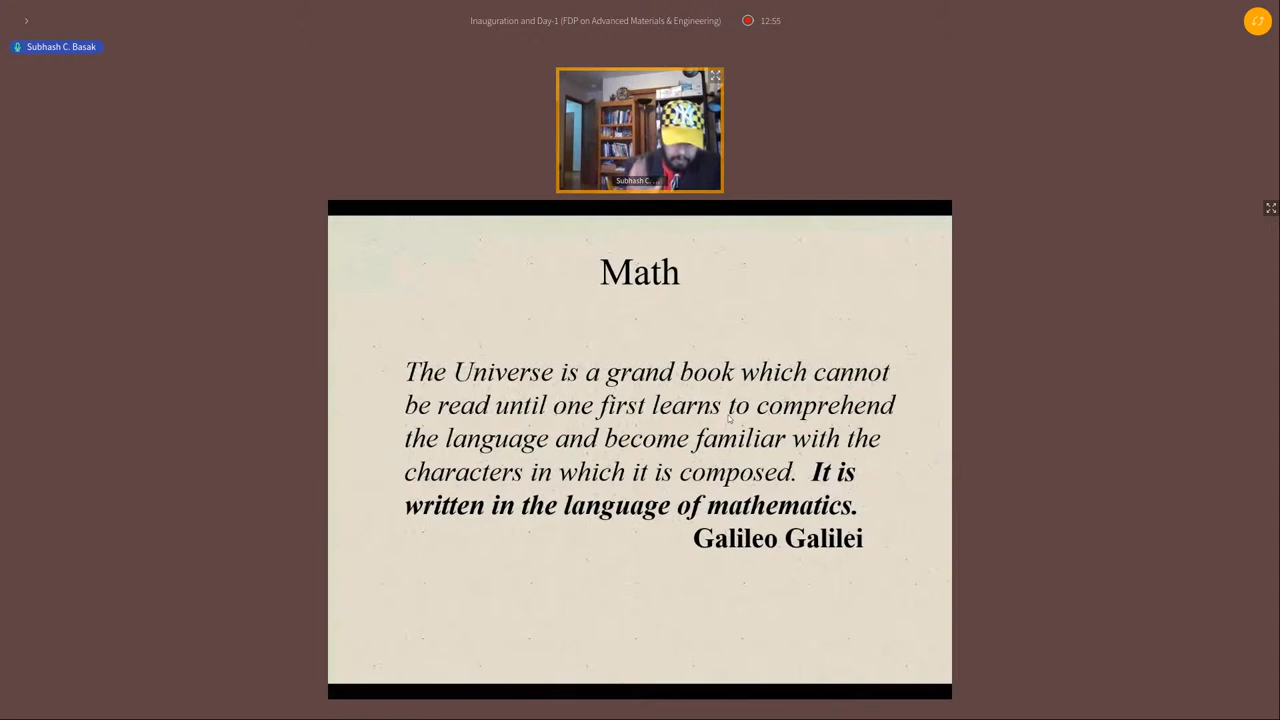 Inauguration and Day-1 (FDP on Advanced Materials & Engineering)
12:55
Subhash C. Basak
NY
Subhash C. ...
Math
The Universe is a grand book which cannot
be read until one first learns to comprehend
the language and become familiar with the
characters in which it is composed. It is
written in the language of mathematics.
Galileo Galilei